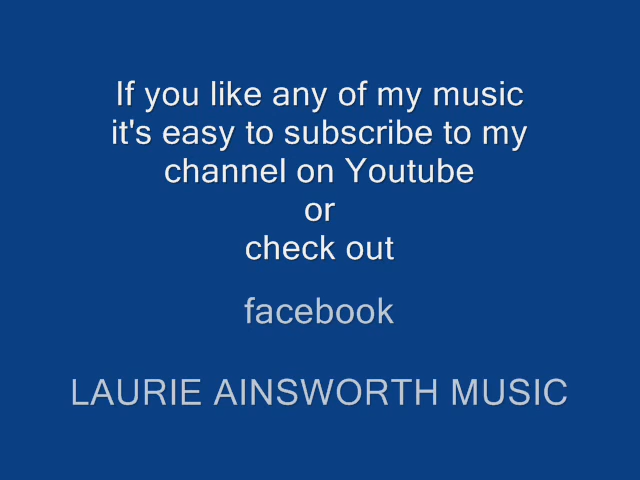 If you like any of my music
it's easy to subscribe to my
channel on Youtube
or
check out
facebook
LAURIE AINSWORTH MUSIC